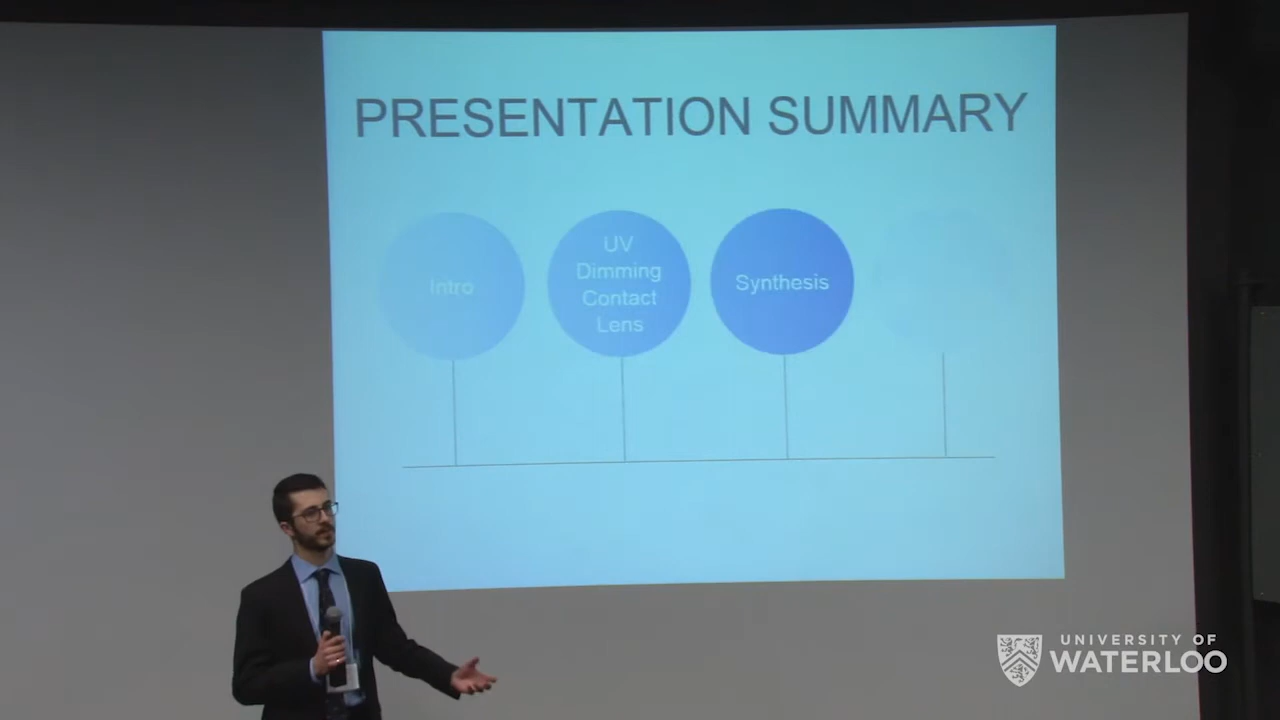 PRESENTATION SUMMARY
Intro
UV
Dimming
Contact
Lens
Synthesis
UNIVERSITY OF
WATERLOO